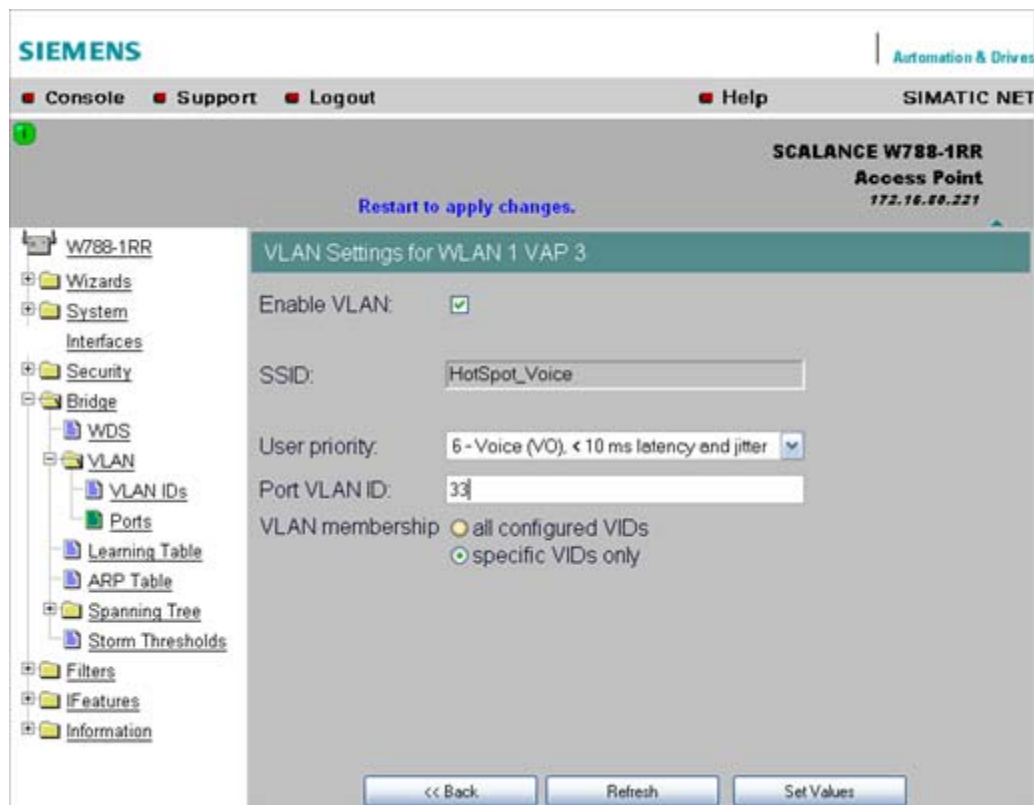 SIEMENS
Automation & Drives
Console Support Logout Help SIMATIC NET
SCALANCE W788-1RR
Access Point
172.16.60.221
Restart to apply changes.
W788-1RR
Wizards
System
Interfaces
Security
Bridge
WDS
VLAN
VLAN IDs
Ports
Learning Table
ARP Table
Spanning Tree
Storm Thresholds
Filters
IFeatures
Information
VLAN Settings for WLAN 1 VAP 3
Enable VLAN:
SSID: HotSpot_Voice
User priority: 6 - Voice (VO), < 10 ms latency and jitter
Port VLAN ID: 33
VLAN membership all configured VIDs
specific VIDs only
<< Back Refresh Set Values